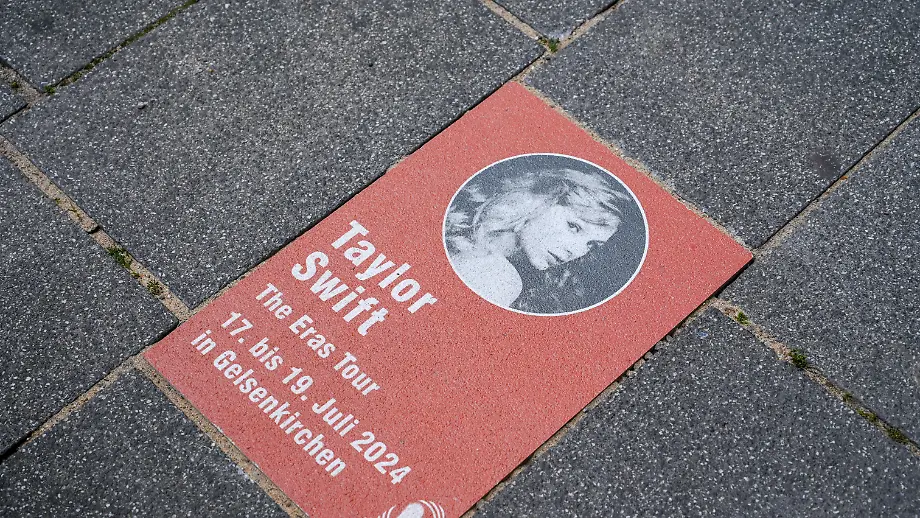 Taylor
Swift
The Eras Tour
17. bis 19. Juli 2024
in Gelsenkirchen